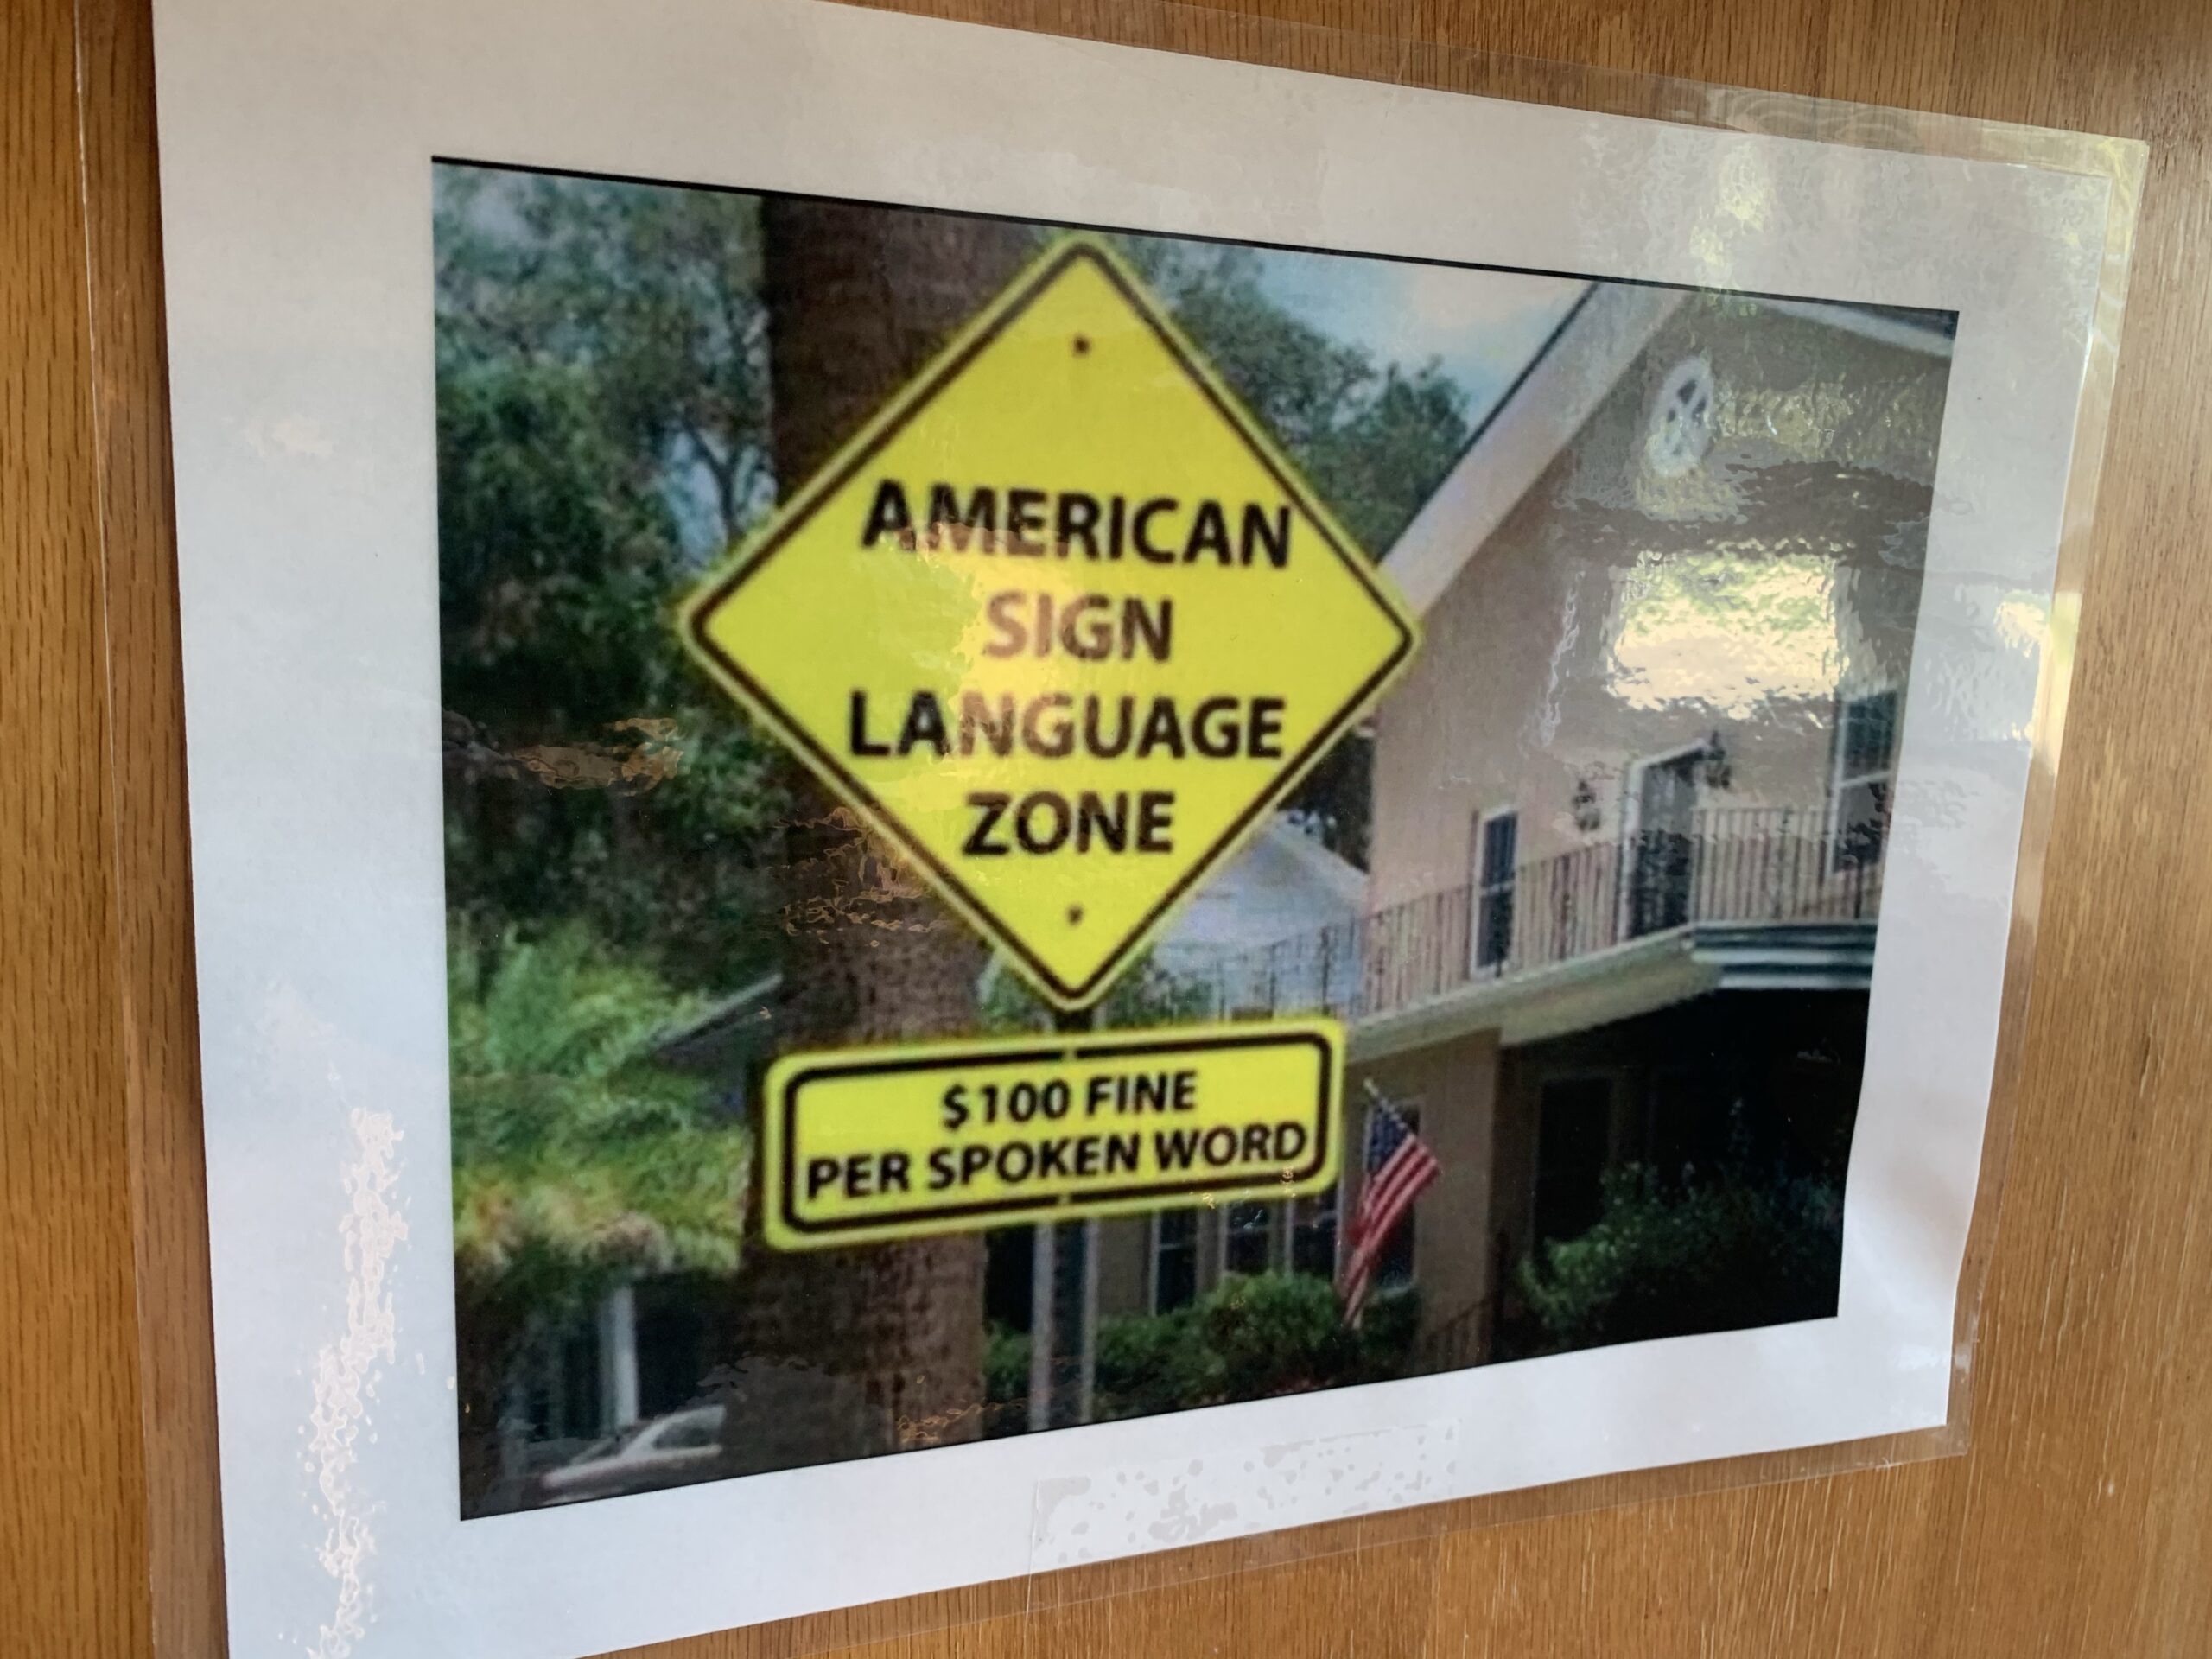 AMERICAN
SIGN
LANGUAGE
ZONE
$100 FINE
PER SPOKEN WORD